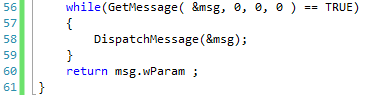 56 while(GetMessage( &msg, 0, 0, 0 ) == TRUE)
57 {
58 DispatchMessage(&msg);
59 }
60 return msg.wParam ;
61 }